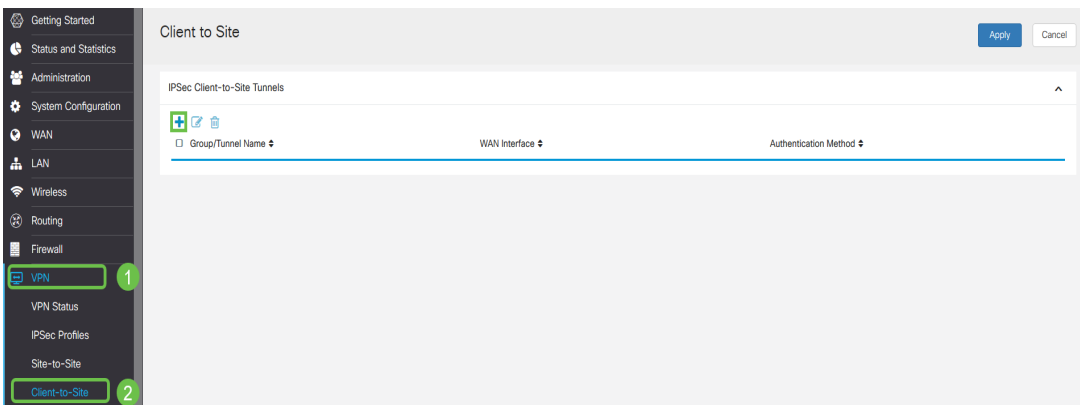 Getting Started
Status and Statistics
Administration
System Configuration
WAN
LAN
Wireless
Routing
Firewall
VPN 1
VPN Status
IPSec Profiles
Site-to-Site
Client-to-Site 2
Client to Site
Apply Cancel
IPSec Client-to-Site Tunnels
Group/Tunnel Name WAN Interface Authentication Method